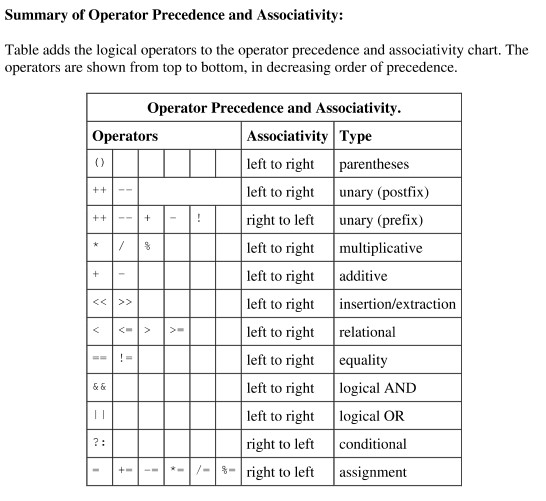 Summary of Operator Precedence and Associativity:
Table adds the logical operators to the operator precedence and associativity chart. The
operators are shown from top to bottom, in decreasing order of precedence.
Operator Precedence and Associativity.
Operators Associativity Type
() left to right parentheses
++ -- left to right unary (postfix)
++ -- + - ! right to left unary (prefix)
* / % left to right multiplicative
+ - left to right additive
<< >> left to right insertion/extraction
< <= > >= left to right relational
== != left to right equality
&& left to right logical AND
|| left to right logical OR
?: right to left conditional
= += -= *= /= %= right to left assignment